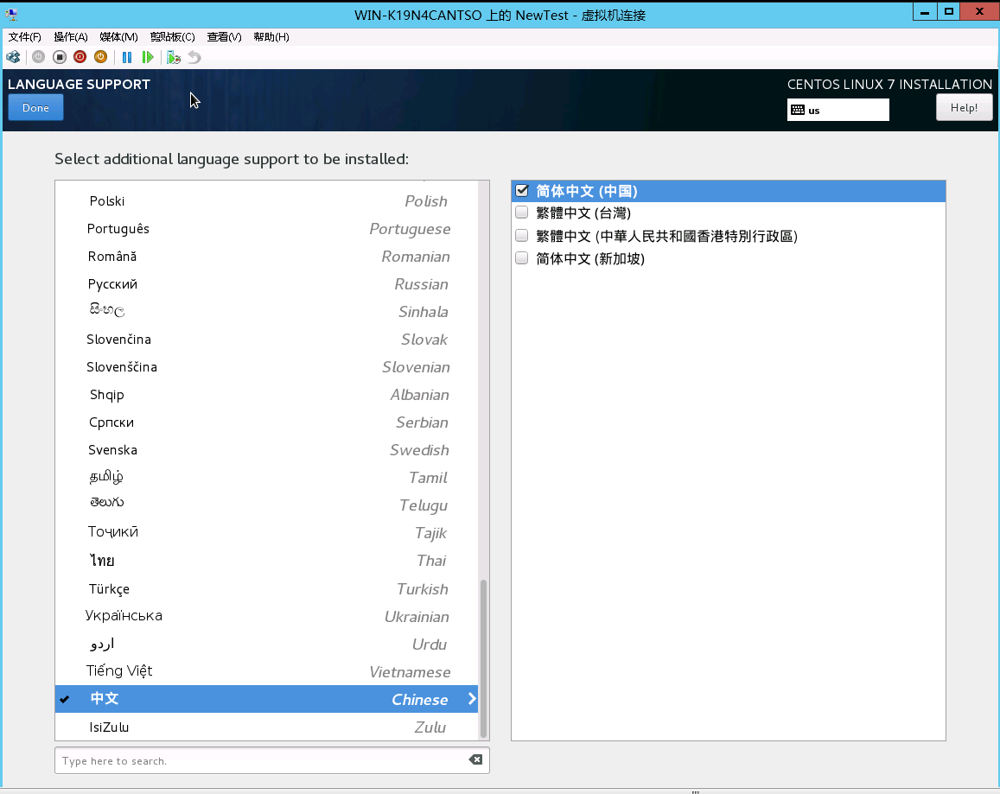 WIN-K19N4CANTSO 上的 NewTest - 虚拟机连接
文件(F) 操作(A) 媒体(M) 剪贴板(C) 查看(V) 帮助(H)
LANGUAGE SUPPORT
CENTOS LINUX 7 INSTALLATION
Done
us
Help!
Select additional language support to be installed:
Polski Polish
Português Portuguese
Română Romanian
Русский Russian
සිංහල Sinhala
Slovenčina Slovak
Slovenščina Slovenian
Shqip Albanian
Српски Serbian
Svenska Swedish
தமிழ் Tamil
తెలుగు Telugu
Тоҷикӣ Tajik
ไทย Thai
Türkçe Turkish
Українська Ukrainian
اردو Urdu
Tiếng Việt Vietnamese
中文 Chinese
IsiZulu Zulu
Type here to search.
简体中文 (中国)
繁體中文 (台灣)
繁體中文 (中華人民共和國香港特別行政區)
简体中文 (新加坡)